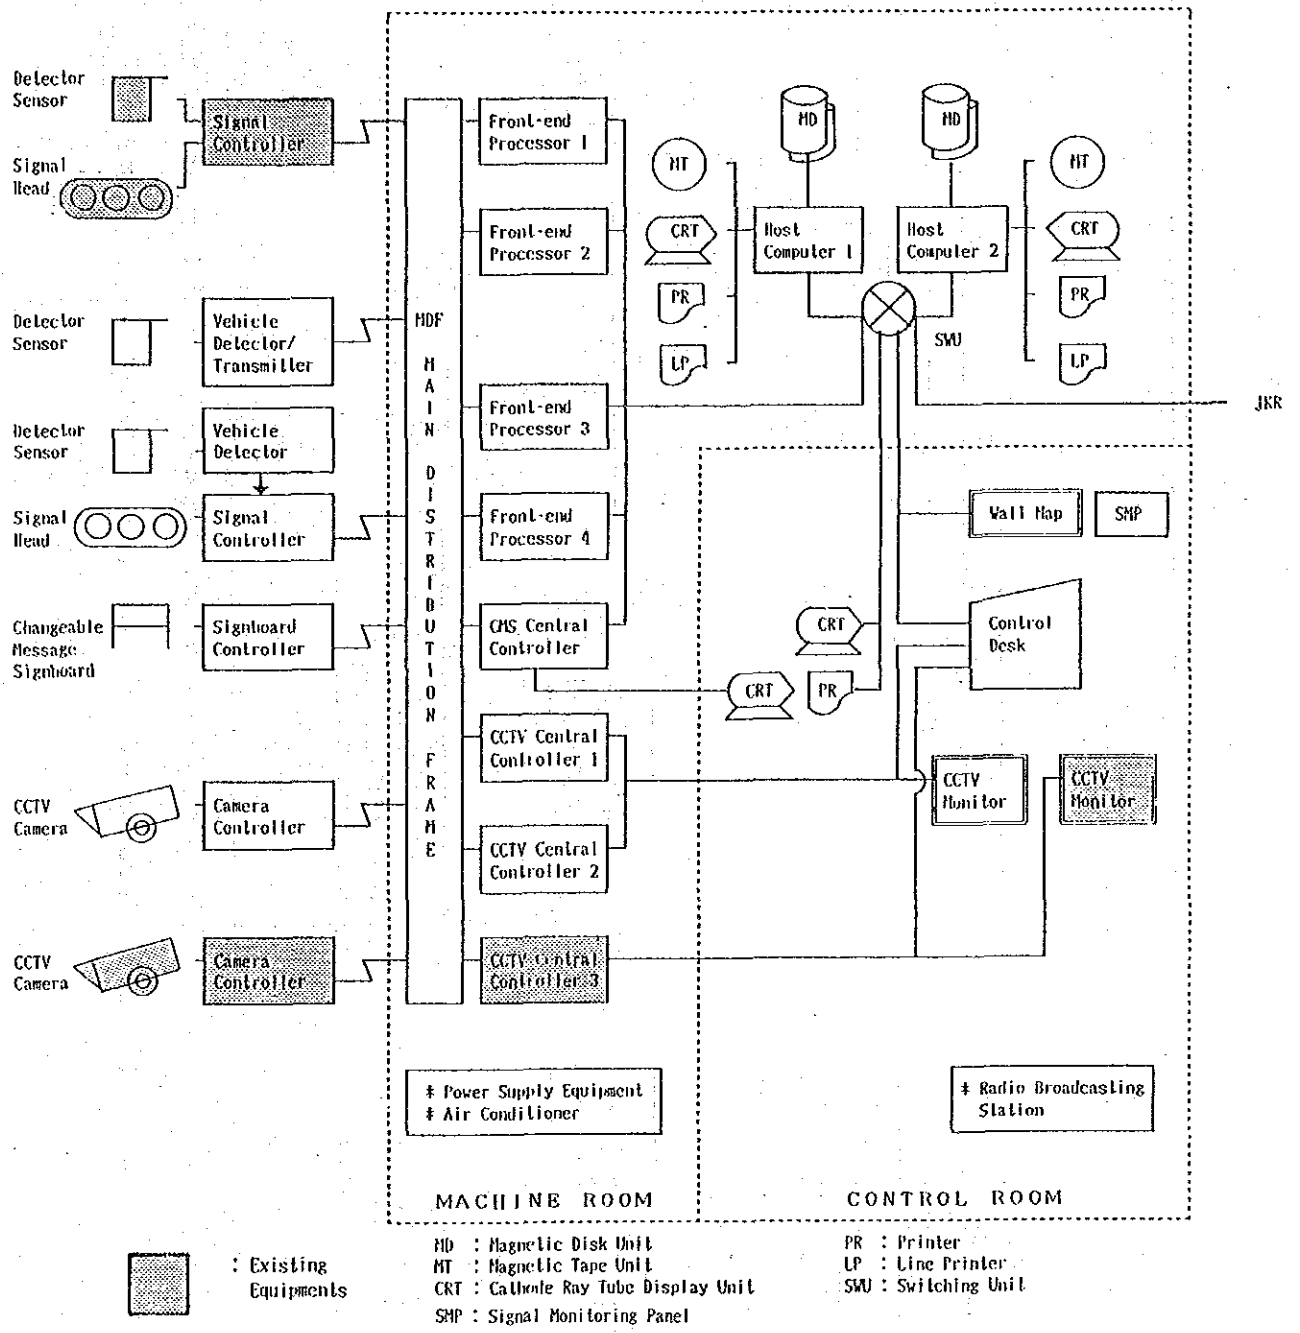 Detector
Sensor
Signal
Controller
Signal
Head
Front-end
Processor 1
MD
MD
MT
MT
Front-end
Processor 2
CRT
Host
Computer 1
Host
Computer 2
CRT
PR
PR
LP
LP
SWU
Detector
Sensor
Vehicle
Detector/
Transmitter
MDF
MAIN DISTRIBUTION FRAME
Front-end
Processor 3
JKR
Detector
Sensor
Vehicle
Detector
Signal
Head
Signal
Controller
Front-end
Processor 4
Wall Map
SMP
Changeable
Message
Signboard
Signboard
Controller
CMS Central
Controller
CRT
Control
Desk
CRT
PR
CCTV Central
Controller 1
CCTV
Camera
Camera
Controller
CCTV
Monitor
CCTV
Monitor
CCTV Central
Controller 2
CCTV
Camera
Camera
Controller
CCTV Central
Controller 3
* Power Supply Equipment
* Air Conditioner
* Radio Broadcasting
Station
MACHINE ROOM
CONTROL ROOM
: Existing
Equipments
MD : Magnetic Disk Unit
MT : Magnetic Tape Unit
CRT : Cathode Ray Tube Display Unit
SMP : Signal Monitoring Panel
PR : Printer
LP : Line Printer
SWU : Switching Unit